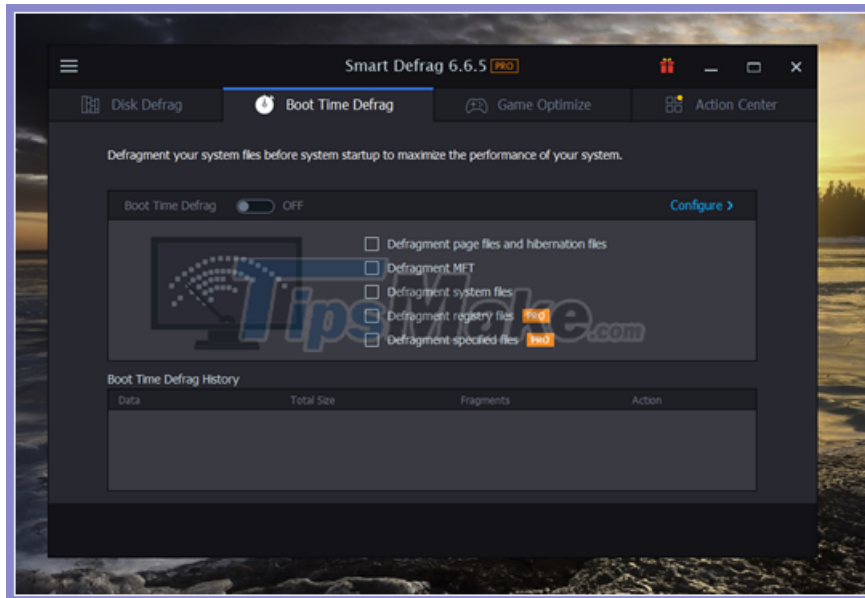 Smart Defrag 6.6.5 PRO
Disk Defrag
Boot Time Defrag
Game Optimize
Action Center
Defragment your system files before system startup to maximize the performance of your system.
Boot Time Defrag OFF
Configure >
Defragment page files and hibernation files
Defragment MFT
Defragment system files
Defragment registry files PRO
Defragment specified files PRO
TipsMake.com
Boot Time Defrag History
Data Total Size Fragments Action